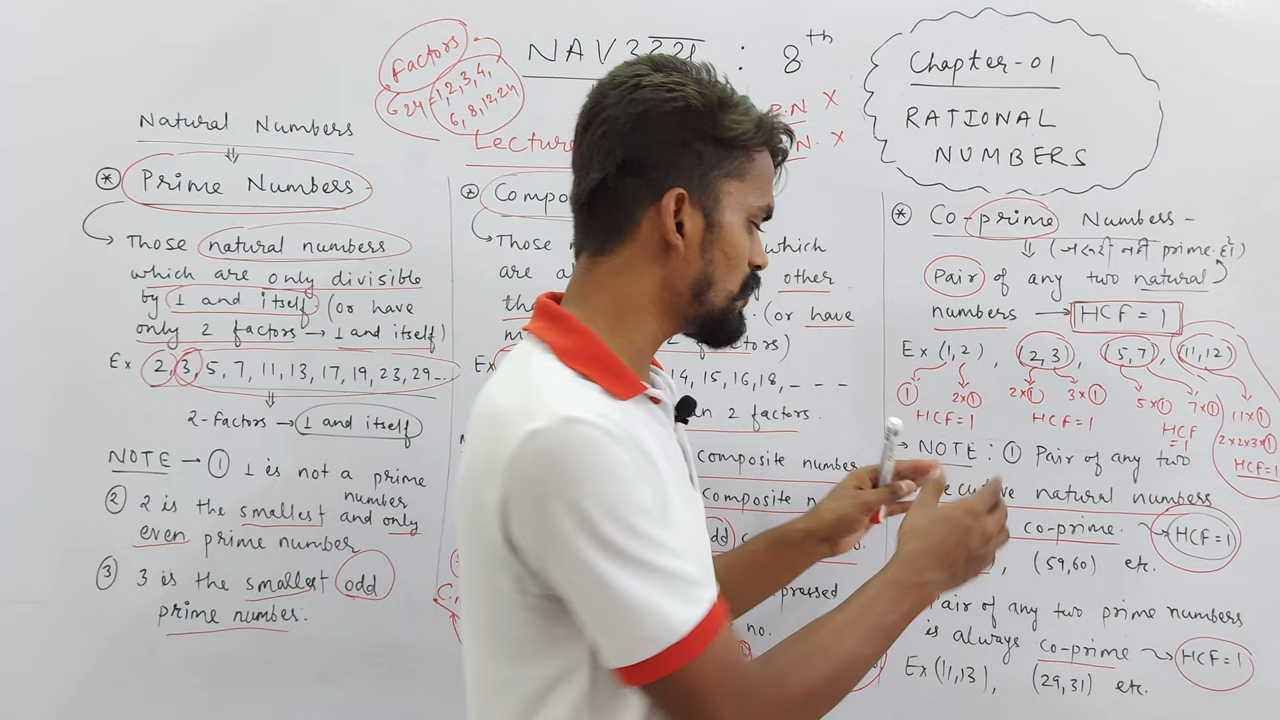 Factors
24 = 1, 2, 3, 4,
6, 8, 12, 24
: 8th
Lecture
P.N ×
N. ×
Chapter-01
RATIONAL
NUMBERS
Natural Numbers
⇓
* Prime Numbers
→ Those natural numbers
which are only divisible
by 1 and itself (or have
only 2 factors → 1 and itself)
Ex 2, 3, 5, 7, 11, 13, 17, 19, 23, 29...
⇓
2-factors → 1 and itself
NOTE → ① 1 is not a prime
number
② 2 is the smallest and only
even prime number
③ 3 is the smallest odd
prime number.
* Compo
→ Those which
are other
(or have
factors)
Ex 14, 15, 16, 18, - - -
2 factors.
composite number
composite
pressed
no.
* Co-prime Numbers -
⇓ (जरूरी नहीं prime हो)
Pair of any two natural
numbers → HCF = 1
Ex (1, 2), (2, 3), (5, 7), (11, 12)
① 2×① 2×① 3×① 5×① 7×① 11×①
HCF=1 HCF=1 HCF =1 2×2×3×①
HCF=1
→ NOTE: ① Pair of any two
natural numbers
co-prime. → HCF=1
, (59,60) etc.
Pair of any two prime numbers
is always co-prime → HCF=1
Ex (11,13), (29,31) etc.